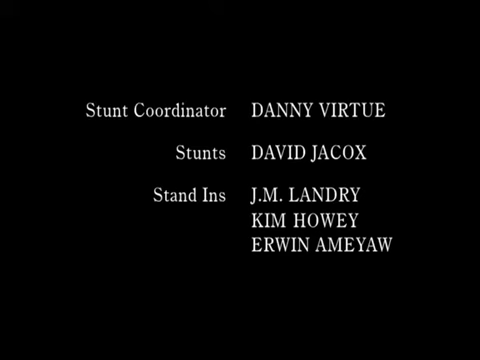 Stunt Coordinator DANNY VIRTUE
Stunts DAVID JACOX
Stand Ins J.M. LANDRY
KIM HOWEY
ERWIN AMEYAW